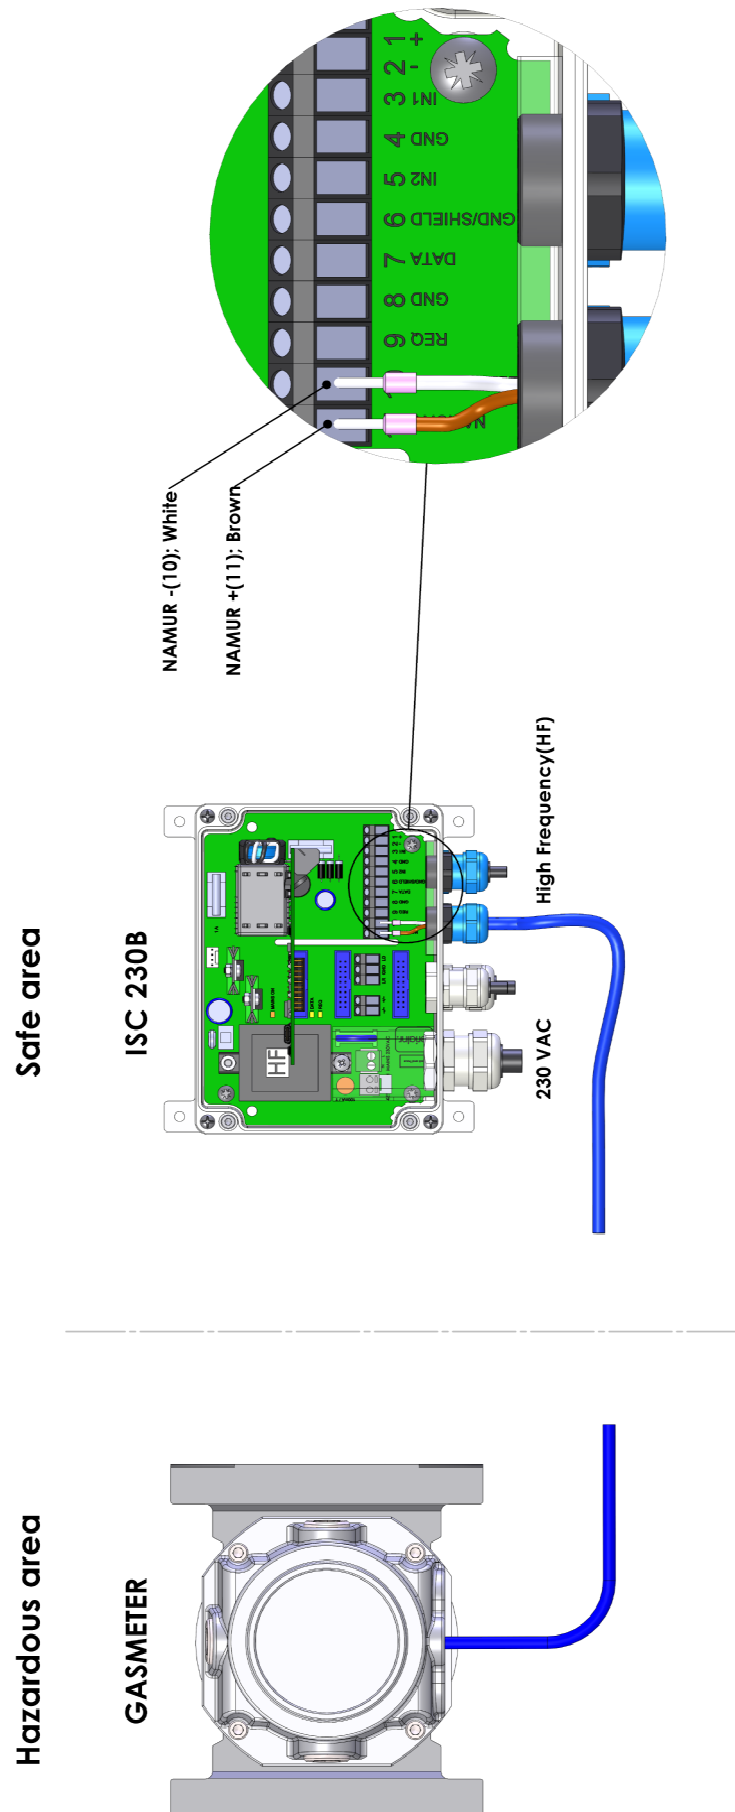 Hazardous area
Safe area
GASMETER
ISC 230B
NAMUR -(10); White
NAMUR +(11); Brown
230 VAC
High Frequency(HF)
HF
1 +
2 -
3 IN1
4 GND
5 IN2
6 GND/SHIELD
7 DATA
8 GND
9 REQ